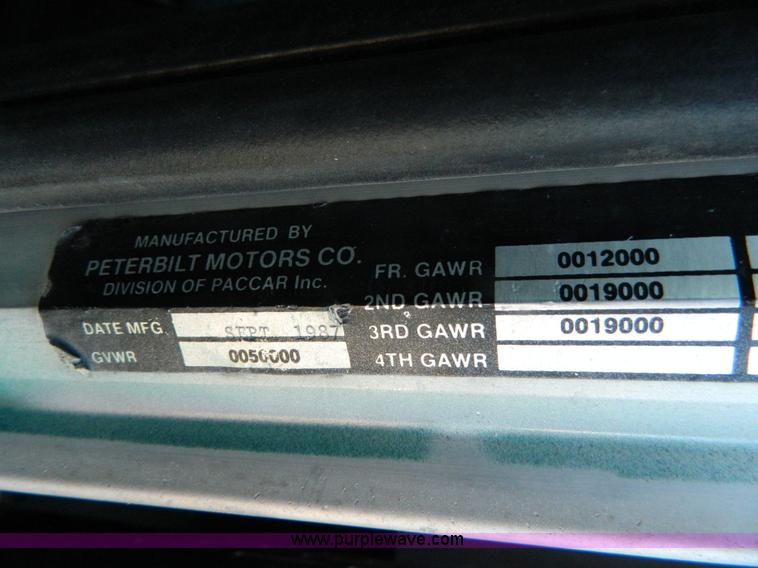 MANUFACTURED BY
PETERBILT MOTORS CO.
DIVISION OF PACCAR Inc.
DATE MFG. SEPT 1987
GVWR 0050000
FR. GAWR 0012000
2ND GAWR 0019000
3RD GAWR 0019000
4TH GAWR
www.purplewave.com